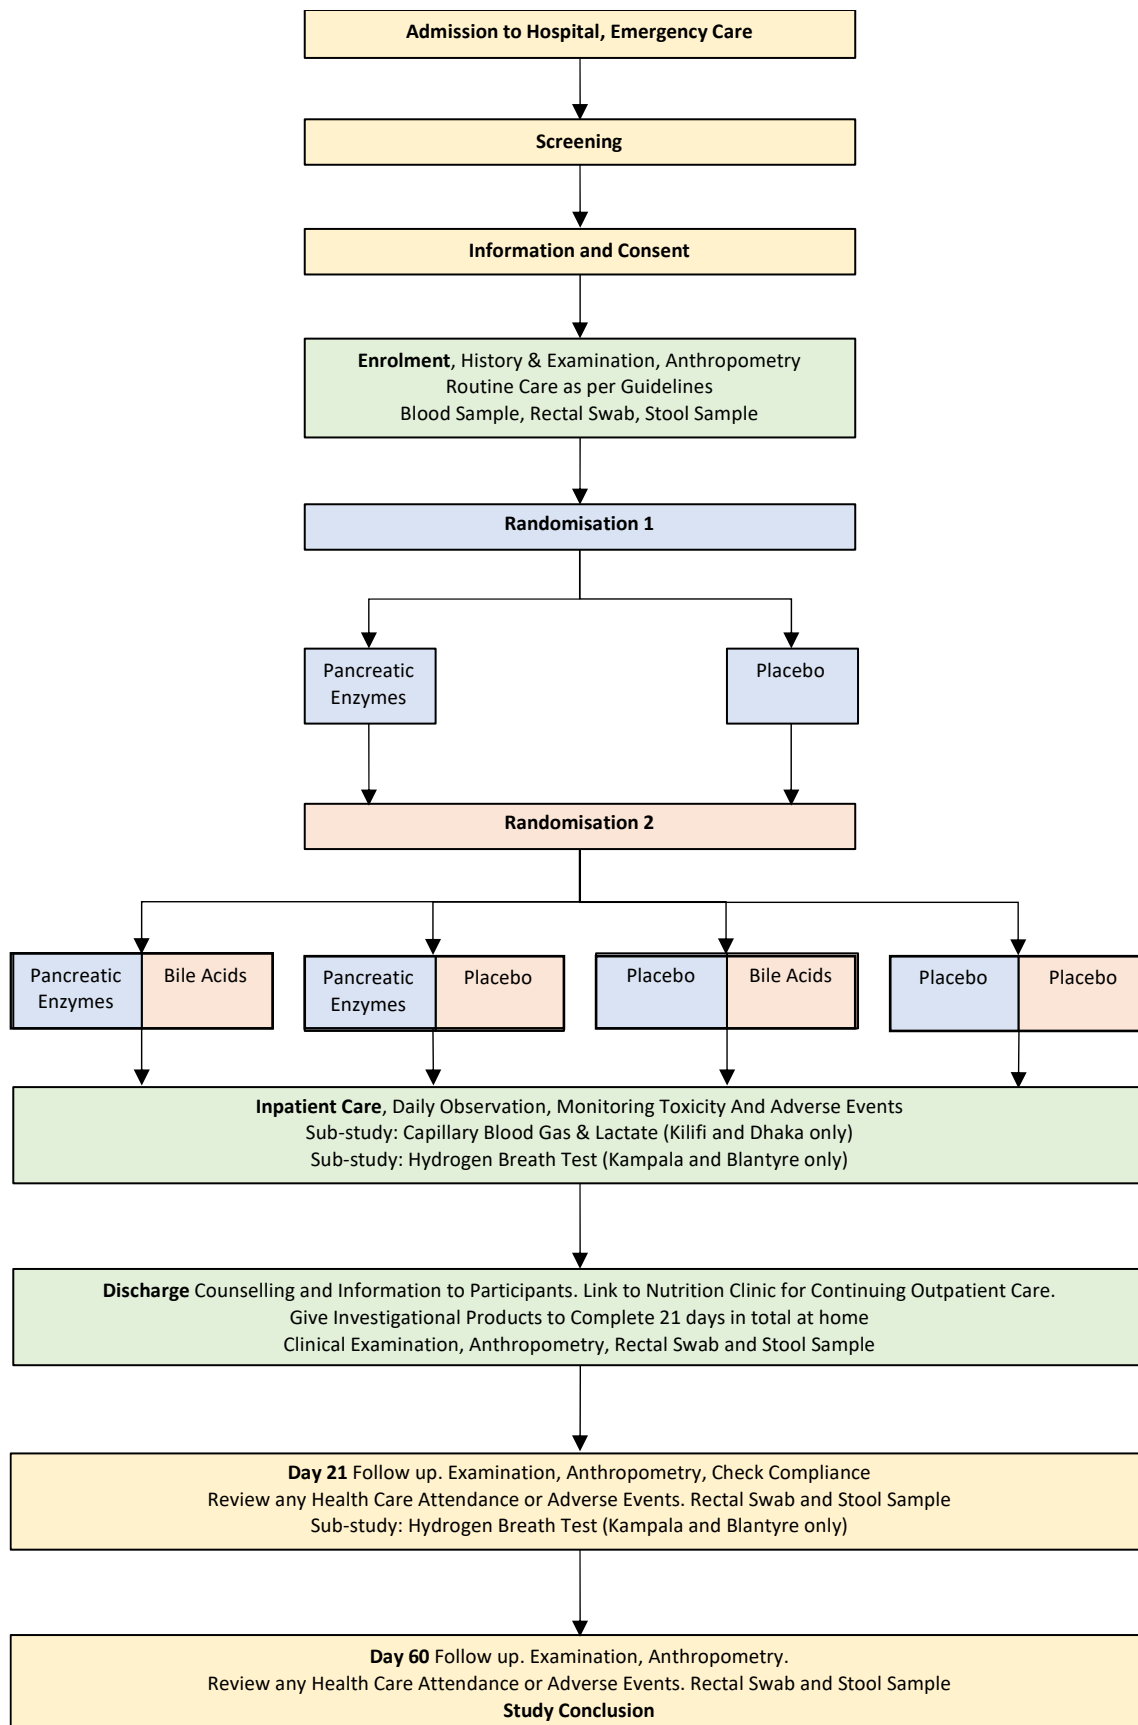 Admission to Hospital, Emergency Care
Screening
Information and Consent
Enrolment, History & Examination, Anthropometry
Routine Care as per Guidelines
Blood Sample, Rectal Swab, Stool Sample
Randomisation 1
Pancreatic
Enzymes
Placebo
Randomisation 2
Pancreatic
Enzymes
Bile Acids
Pancreatic
Enzymes
Placebo
Placebo
Bile Acids
Placebo
Placebo
Inpatient Care, Daily Observation, Monitoring Toxicity And Adverse Events
Sub-study: Capillary Blood Gas & Lactate (Kilifi and Dhaka only)
Sub-study: Hydrogen Breath Test (Kampala and Blantyre only)
Discharge Counselling and Information to Participants. Link to Nutrition Clinic for Continuing Outpatient Care.
Give Investigational Products to Complete 21 days in total at home
Clinical Examination, Anthropometry, Rectal Swab and Stool Sample
Day 21 Follow up. Examination, Anthropometry, Check Compliance
Review any Health Care Attendance or Adverse Events. Rectal Swab and Stool Sample
Sub-study: Hydrogen Breath Test (Kampala and Blantyre only)
Day 60 Follow up. Examination, Anthropometry.
Review any Health Care Attendance or Adverse Events. Rectal Swab and Stool Sample
Study Conclusion